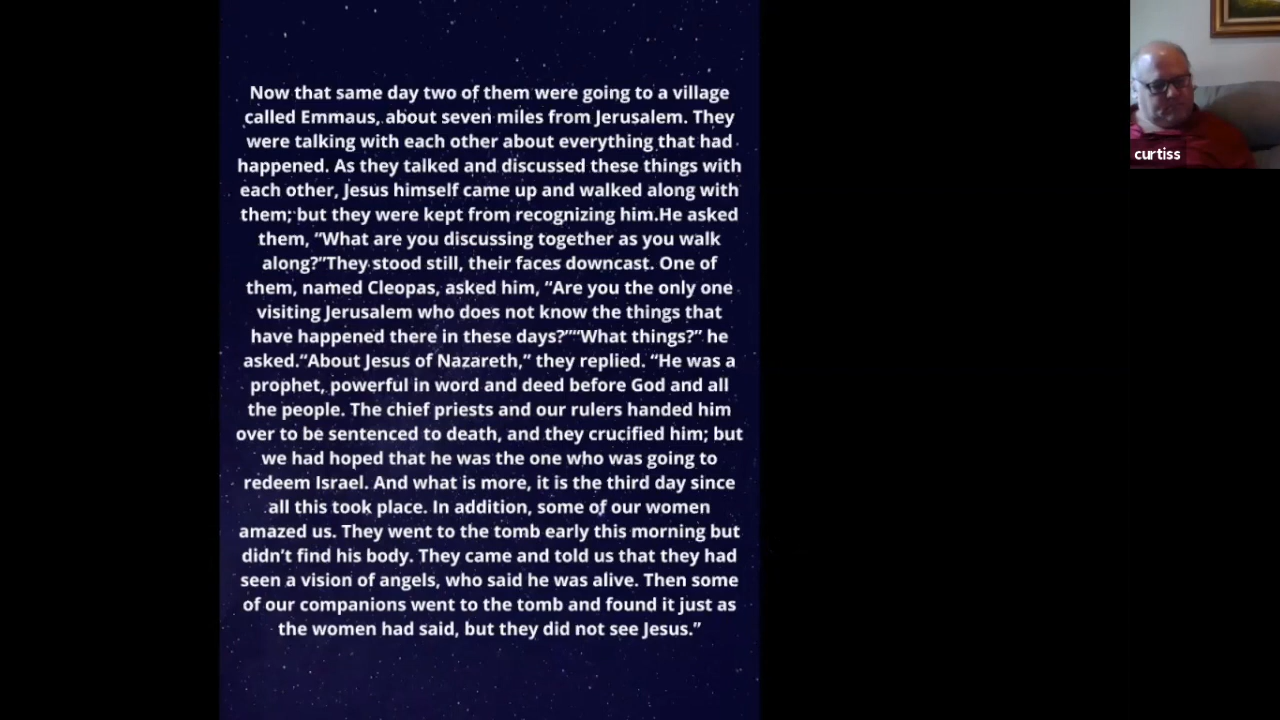 Now that same day two of them were going to a village
called Emmaus, about seven miles from Jerusalem. They
were talking with each other about everything that had
happened. As they talked and discussed these things with
each other, Jesus himself came up and walked along with
them; but they were kept from recognizing him.He asked
them, “What are you discussing together as you walk
along?”They stood still, their faces downcast. One of
them, named Cleopas, asked him, “Are you the only one
visiting Jerusalem who does not know the things that
have happened there in these days?”“What things?” he
asked.“About Jesus of Nazareth,” they replied. “He was a
prophet, powerful in word and deed before God and all
the people. The chief priests and our rulers handed him
over to be sentenced to death, and they crucified him; but
we had hoped that he was the one who was going to
redeem Israel. And what is more, it is the third day since
all this took place. In addition, some of our women
amazed us. They went to the tomb early this morning but
didn’t find his body. They came and told us that they had
seen a vision of angels, who said he was alive. Then some
of our companions went to the tomb and found it just as
the women had said, but they did not see Jesus.”
curtiss